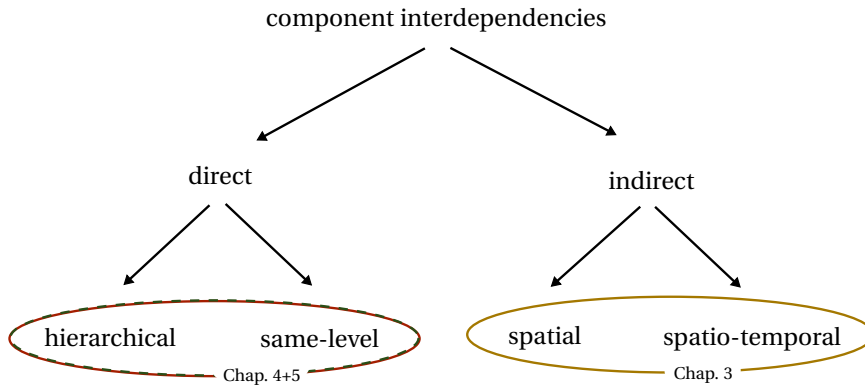 component interdependencies
direct
indirect
hierarchical
same-level
spatial
spatio-temporal
Chap. 4+5
Chap. 3